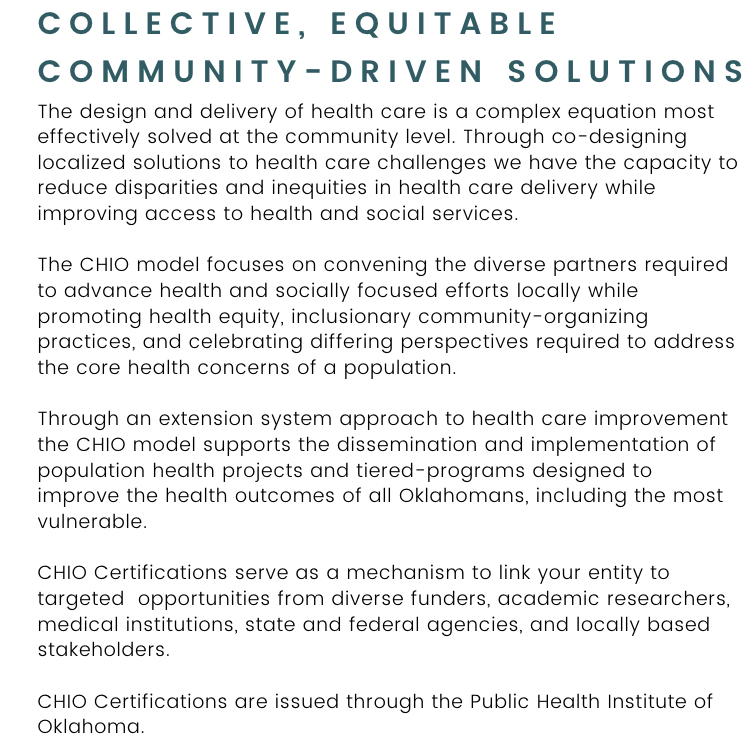 COLLECTIVE, EQUITABLE
COMMUNITY-DRIVEN SOLUTIONS
The design and delivery of health care is a complex equation most
effectively solved at the community level. Through co-designing
localized solutions to health care challenges we have the capacity to
reduce disparities and inequities in health care delivery while
improving access to health and social services.
The CHIO model focuses on convening the diverse partners required
to advance health and socially focused efforts locally while
promoting health equity, inclusionary community-organizing
practices, and celebrating differing perspectives required to address
the core health concerns of a population.
Through an extension system approach to health care improvement
the CHIO model supports the dissemination and implementation of
population health projects and tiered-programs designed to
improve the health outcomes of all Oklahomans, including the most
vulnerable.
CHIO Certifications serve as a mechanism to link your entity to
targeted  opportunities from diverse funders, academic researchers,
medical institutions, state and federal agencies, and locally based
stakeholders.
CHIO Certifications are issued through the Public Health Institute of
Oklahoma.